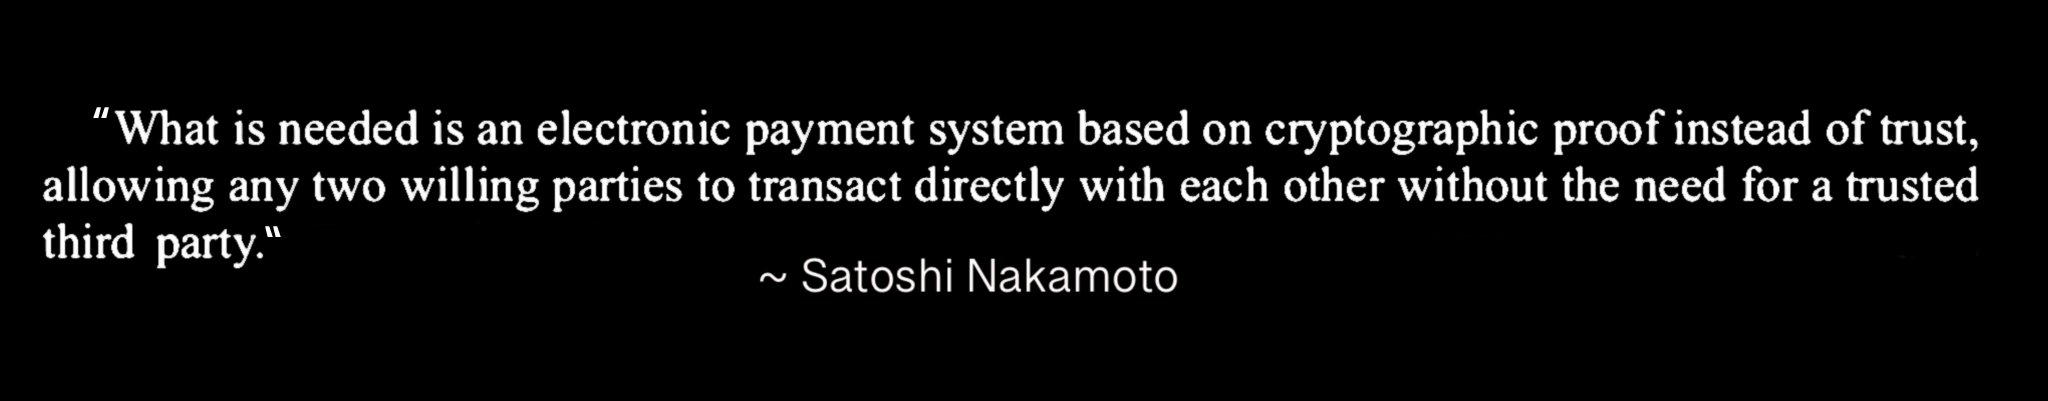 “What is needed is an electronic payment system based on cryptographic proof instead of trust,
allowing any two willing parties to transact directly with each other without the need for a trusted
third party.“
~ Satoshi Nakamoto